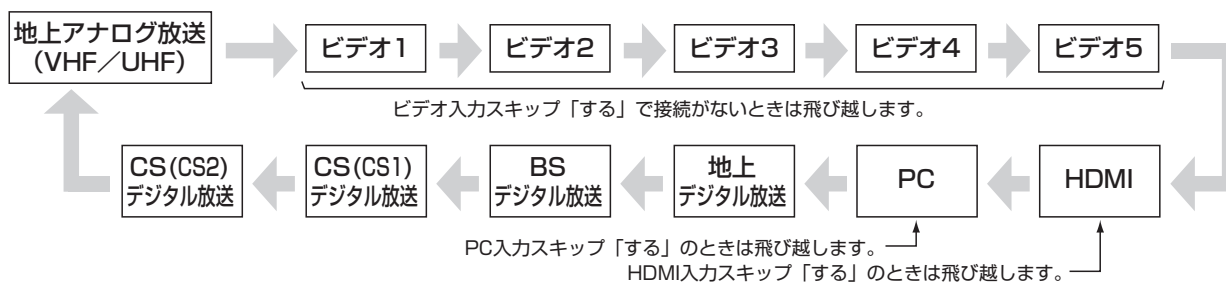 地上アナログ放送
(VHF／UHF)
ビデオ1
ビデオ2
ビデオ3
ビデオ4
ビデオ5
ビデオ入力スキップ「する」で接続がないときは飛び越します。
CS(CS2)
デジタル放送
CS(CS1)
デジタル放送
BS
デジタル放送
地上
デジタル放送
PC
HDMI
PC入力スキップ「する」のときは飛び越します。
HDMI入力スキップ「する」のときは飛び越します。